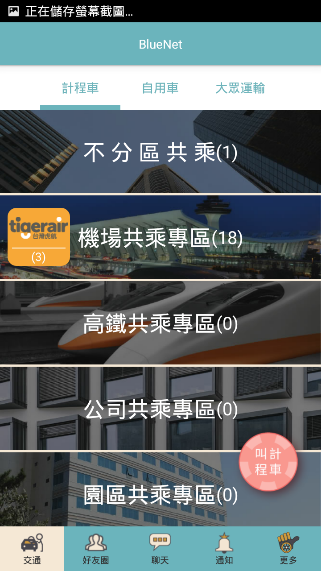 正在儲存螢幕截圖...
BlueNet
計程車 自用車 大眾運輸
不分區共乘(1)
tigerair
台灣虎航
(3)
機場共乘專區(18)
高鐵共乘專區(0)
公司共乘專區(0)
叫計
程車
園區共乘專區(0)
交通 好友圈 聊天 通知 更多